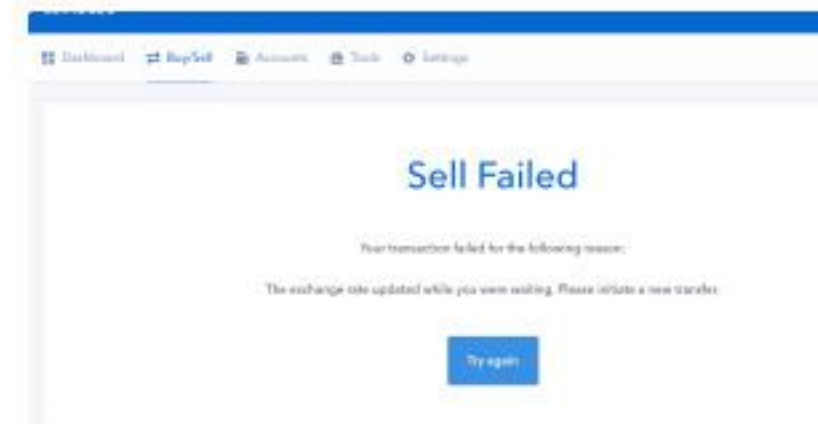 Dashboard Buy/Sell Accounts Tools Settings
Sell Failed
Your transaction failed for the following reason:
The exchange rate updated while you were waiting. Please initiate a new transfer.
Try again